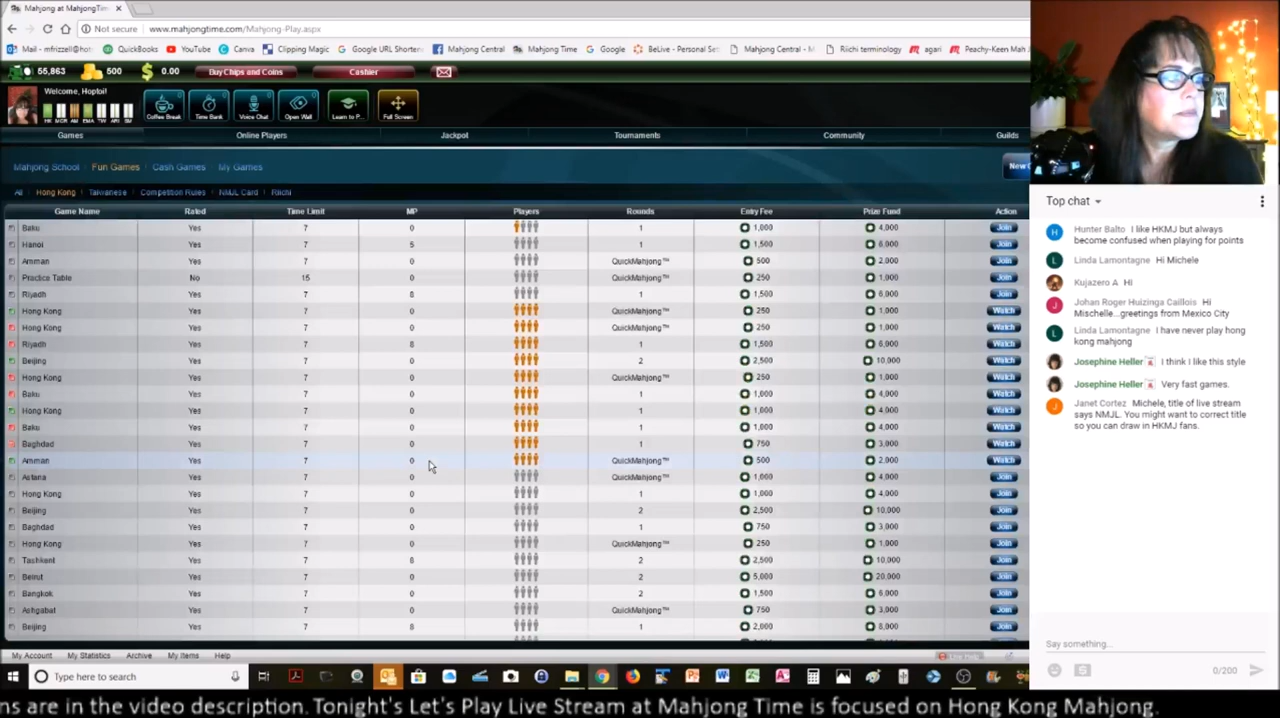 Mahjong at MahjongTime
Not secure www.mahjongtime.com/Mahjong-Play.aspx
Mail - mfrizzell@hot QuickBooks YouTube Canva Clipping Magic Google URL Shorten Mahjong Central Mahjong Time Google BeLive - Personal Se Mahjong Central - M Riichi terminology agari Peachy-Keen Mah J
55,863 500 0.00 Buy Chips and Coins Cashier
Welcome, Hoptoi!
HK MCR AM EMA TW
Coffee Break Time Bank Voice Chat Open Wall Learn to P... Full Screen
Games Online Players Jackpot Tournaments Community Guilds
Mahjong School Fun Games Cash Games My Games New
All Hong Kong Taiwanese Competition Rules NMJL Card Riichi
Game Name Rated Time Limit MP Players Rounds Entry Fee Prize Fund Action
Baku Yes 7 0 1 1,000 4,000 Join
Hanoi Yes 7 5 1 1,500 6,000 Join
Amman Yes 7 0 QuickMahjong™ 500 2,000 Join
Practice Table No 15 0 QuickMahjong™ 250 1,000 Join
Riyadh Yes 7 8 1 1,500 6,000 Join
Hong Kong Yes 7 0 QuickMahjong™ 250 1,000 Watch
Hong Kong Yes 7 0 QuickMahjong™ 250 1,000 Watch
Riyadh Yes 7 8 1 1,500 6,000 Watch
Beijing Yes 7 0 2 2,500 10,000 Watch
Hong Kong Yes 7 0 QuickMahjong™ 250 1,000 Watch
Baku Yes 7 0 1 1,000 4,000 Watch
Hong Kong Yes 7 0 1 1,000 4,000 Watch
Baku Yes 7 0 1 1,000 4,000 Watch
Baghdad Yes 7 0 1 750 3,000 Watch
Amman Yes 7 0 QuickMahjong™ 500 2,000 Watch
Astana Yes 7 0 QuickMahjong™ 1,000 4,000 Join
Hong Kong Yes 7 0 1 1,000 4,000 Join
Beijing Yes 7 0 2 2,500 10,000 Join
Baghdad Yes 7 0 1 750 3,000 Join
Hong Kong Yes 7 0 QuickMahjong™ 250 1,000 Join
Tashkent Yes 7 8 2 2,500 10,000 Join
Beirut Yes 7 0 2 5,000 20,000 Join
Bangkok Yes 7 0 2 1,500 6,000 Join
Ashgabat Yes 7 0 QuickMahjong™ 750 3,000 Join
Beijing Yes 7 8 1 2,000 8,000 Join
My Account My Statistics Archive My Items Help
Type here to search
ns are in the video description. Tonight's Let's Play Live Stream at Mahjong Time is focused on Hong Kong Mahjong.
Top chat
Hunter Balto I like HKMJ but always
become confused when playing for points
Linda Lamontagne Hi Michele
Kujazero A Hi
Johan Roger Huizinga Caillois Hi
Mischelle...greetings from Mexico
City
Linda Lamontagne I have never play hong
kong mahjong
Josephine Heller I think I like this style
Josephine Heller Very fast games.
Janet Cortez Michele, title of live stream
says NMJL. You might want to correct title
so you can draw in HKMJ fans.
Say something...
0/200